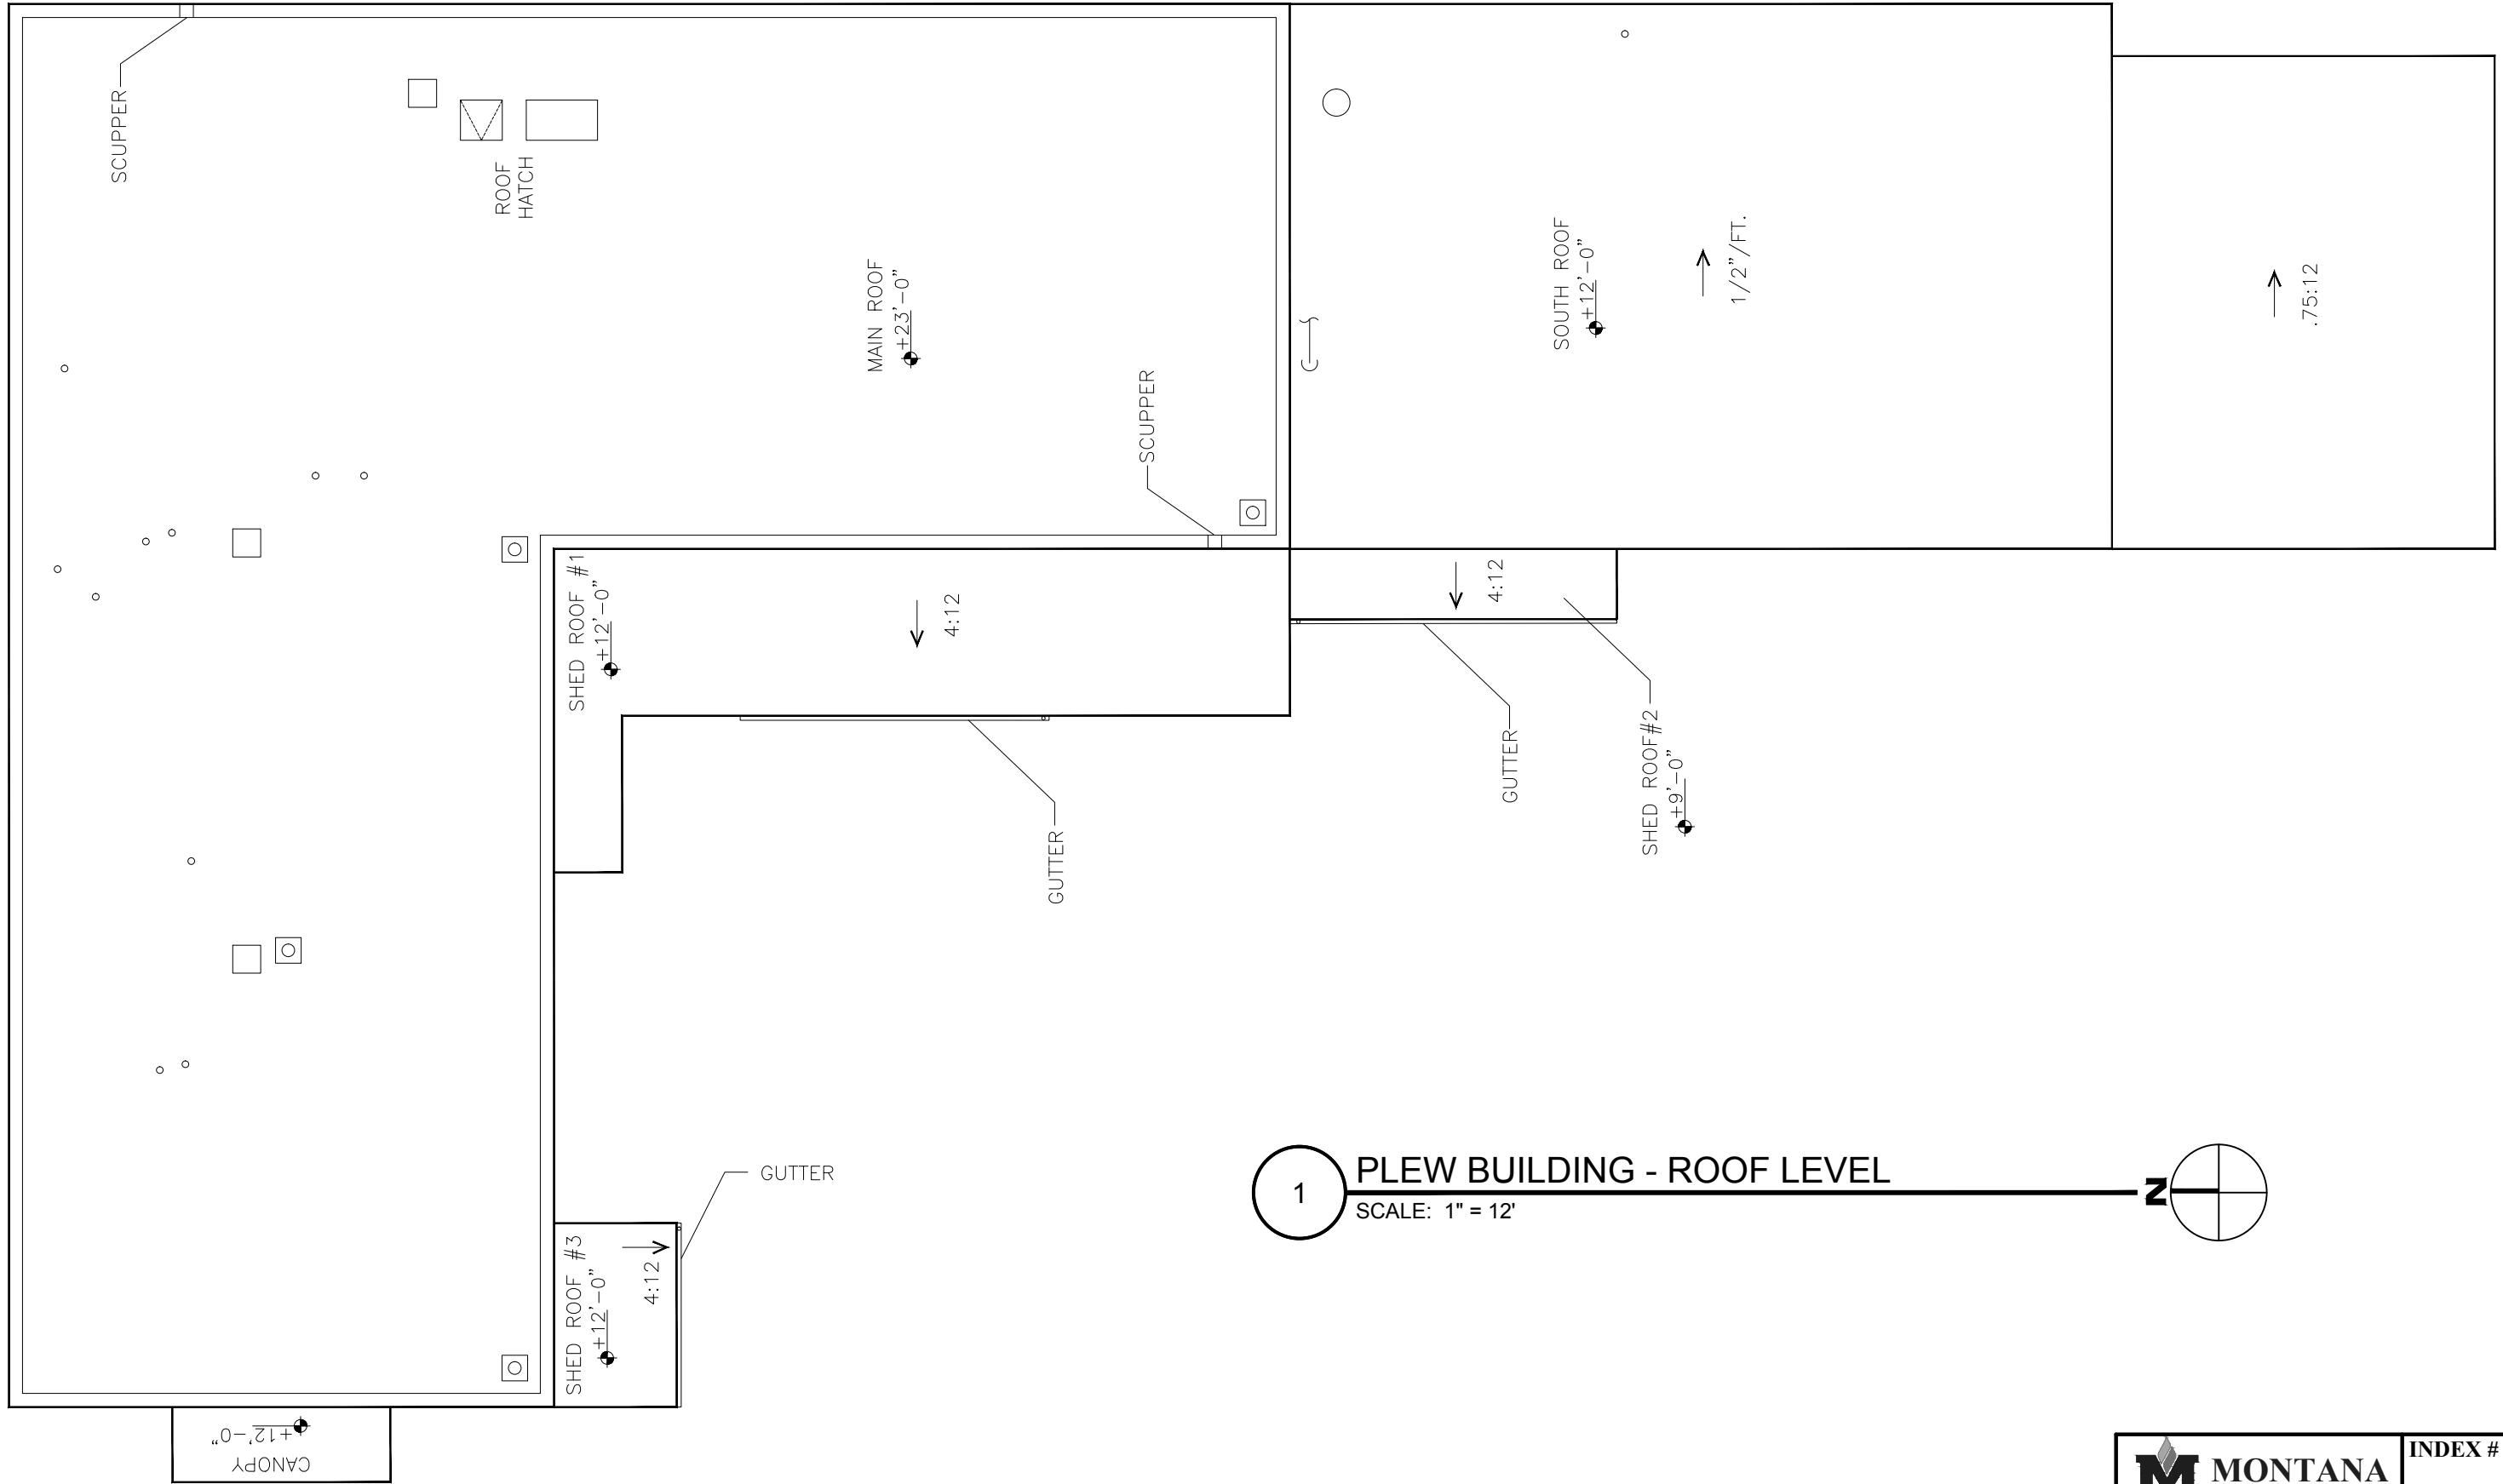 SCUPPER
ROOF
HATCH
MAIN ROOF
+23'-0"
SCUPPER
SOUTH ROOF
+12'-0"
1/2"/FT.
.75:12
SHED ROOF #1
+12'-0"
4:12
4:12
GUTTER
SHED ROOF#2
+9'-0"
GUTTER
GUTTER
SHED ROOF #3
+12'-0"
4:12
CANOPY
+12'-0"
1
PLEW BUILDING - ROOF LEVEL
SCALE: 1" = 12'
N
M MONTANA
INDEX #